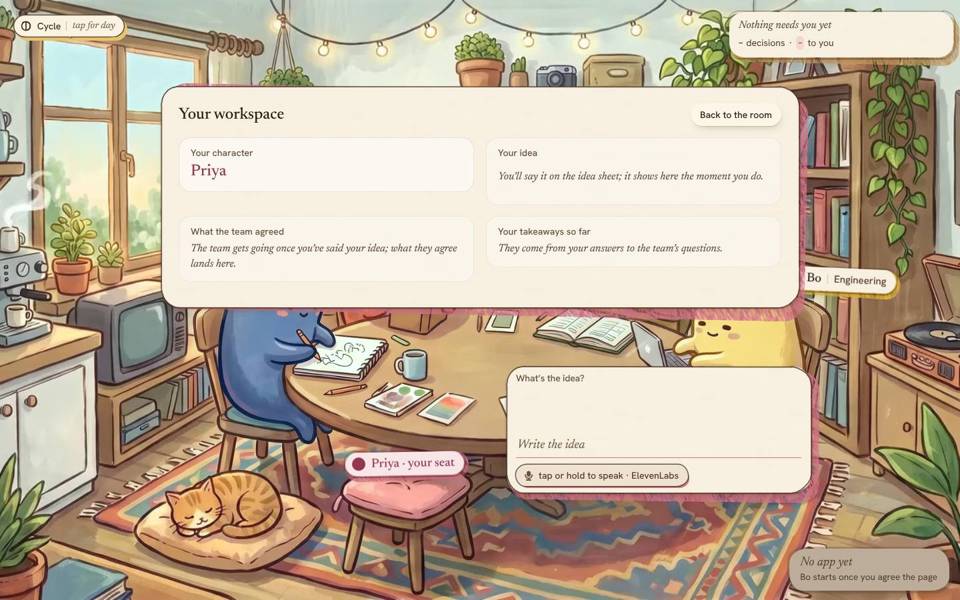 Cycle | tap for day
Nothing needs you yet
– decisions · – to you
Your workspace
Back to the room
Your character
Priya
Your idea
You'll say it on the idea sheet; it shows here the moment you do.
What the team agreed
The team gets going once you've said your idea; what they agree
lands here.
Your takeaways so far
They come from your answers to the team's questions.
Bo | Engineering
What's the idea?
Write the idea
tap or hold to speak · ElevenLabs
Priya · your seat
No app yet
Bo starts once you agree the page